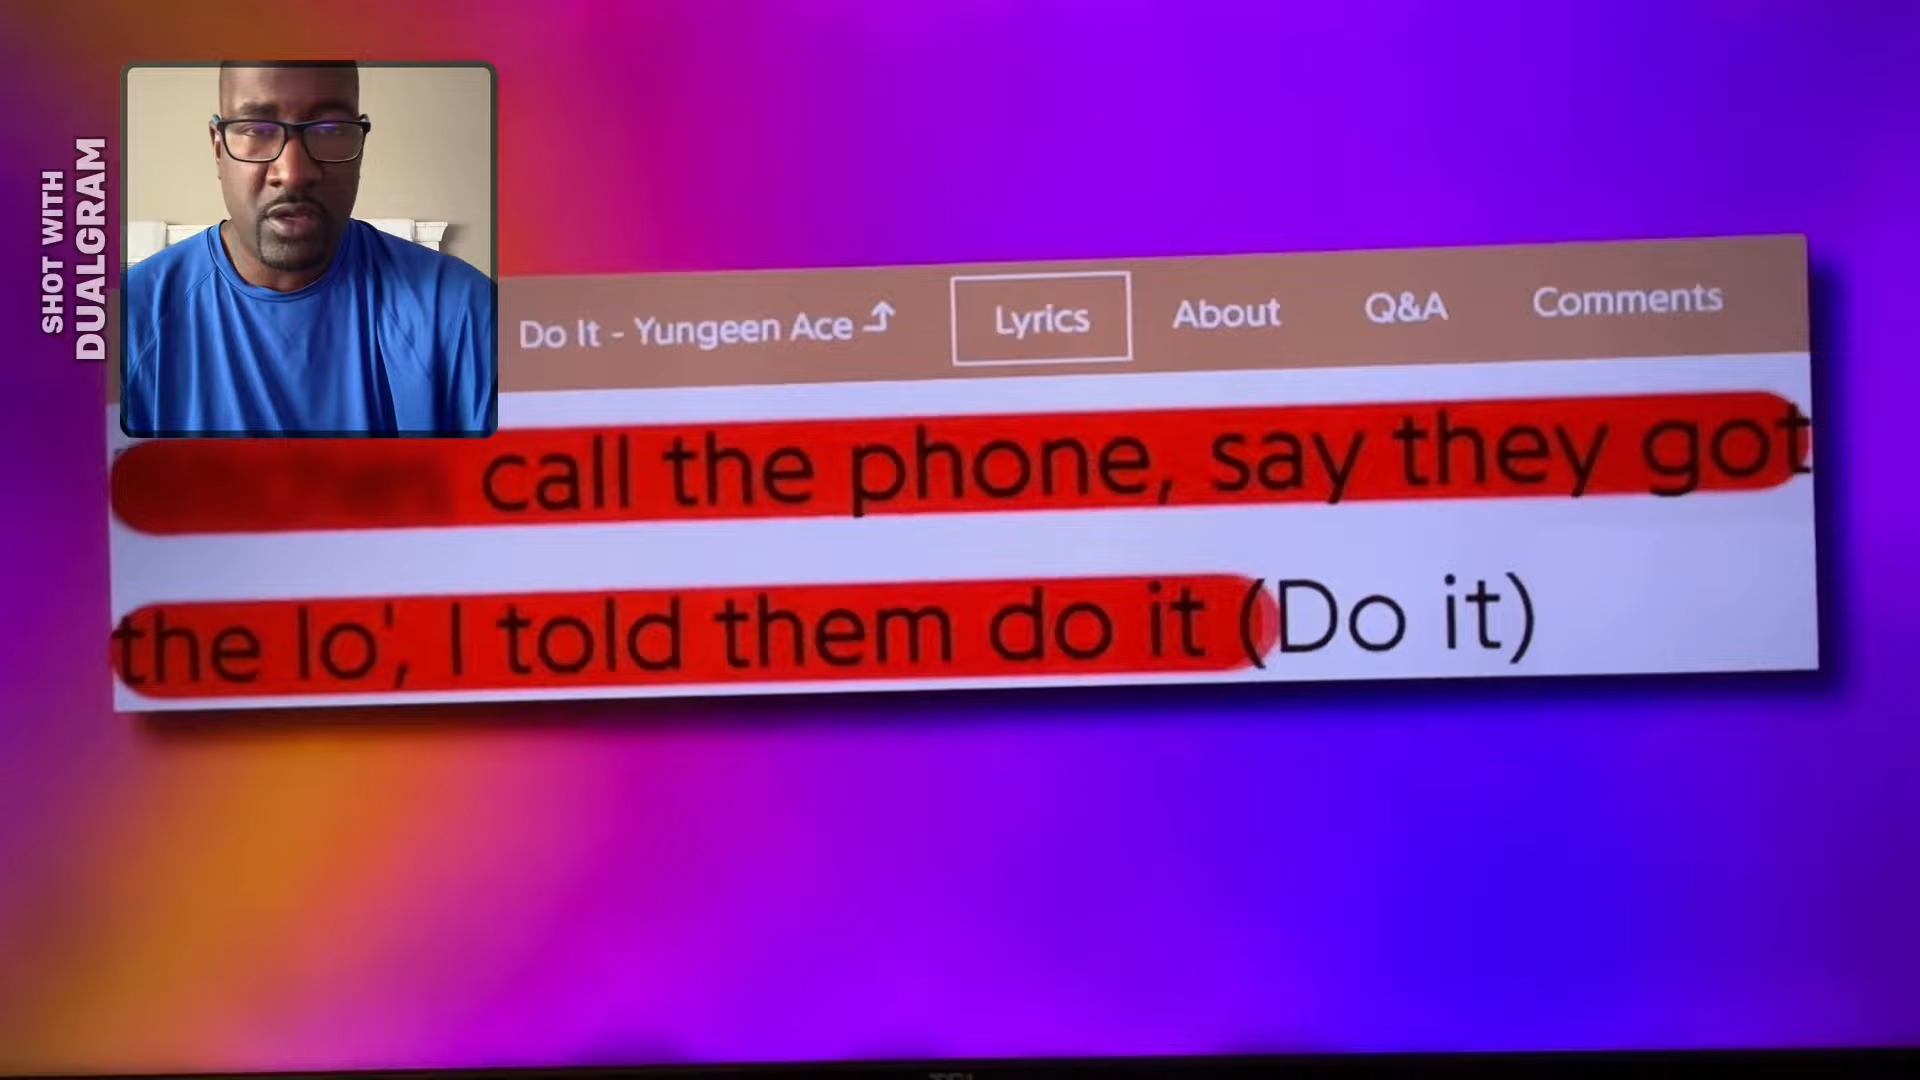 SHOT WITH
DUALGRAM
Do It - Yungeen Ace
Lyrics
About
Q&A
Comments
call the phone, say they got
the lo', I told them do it (Do it)